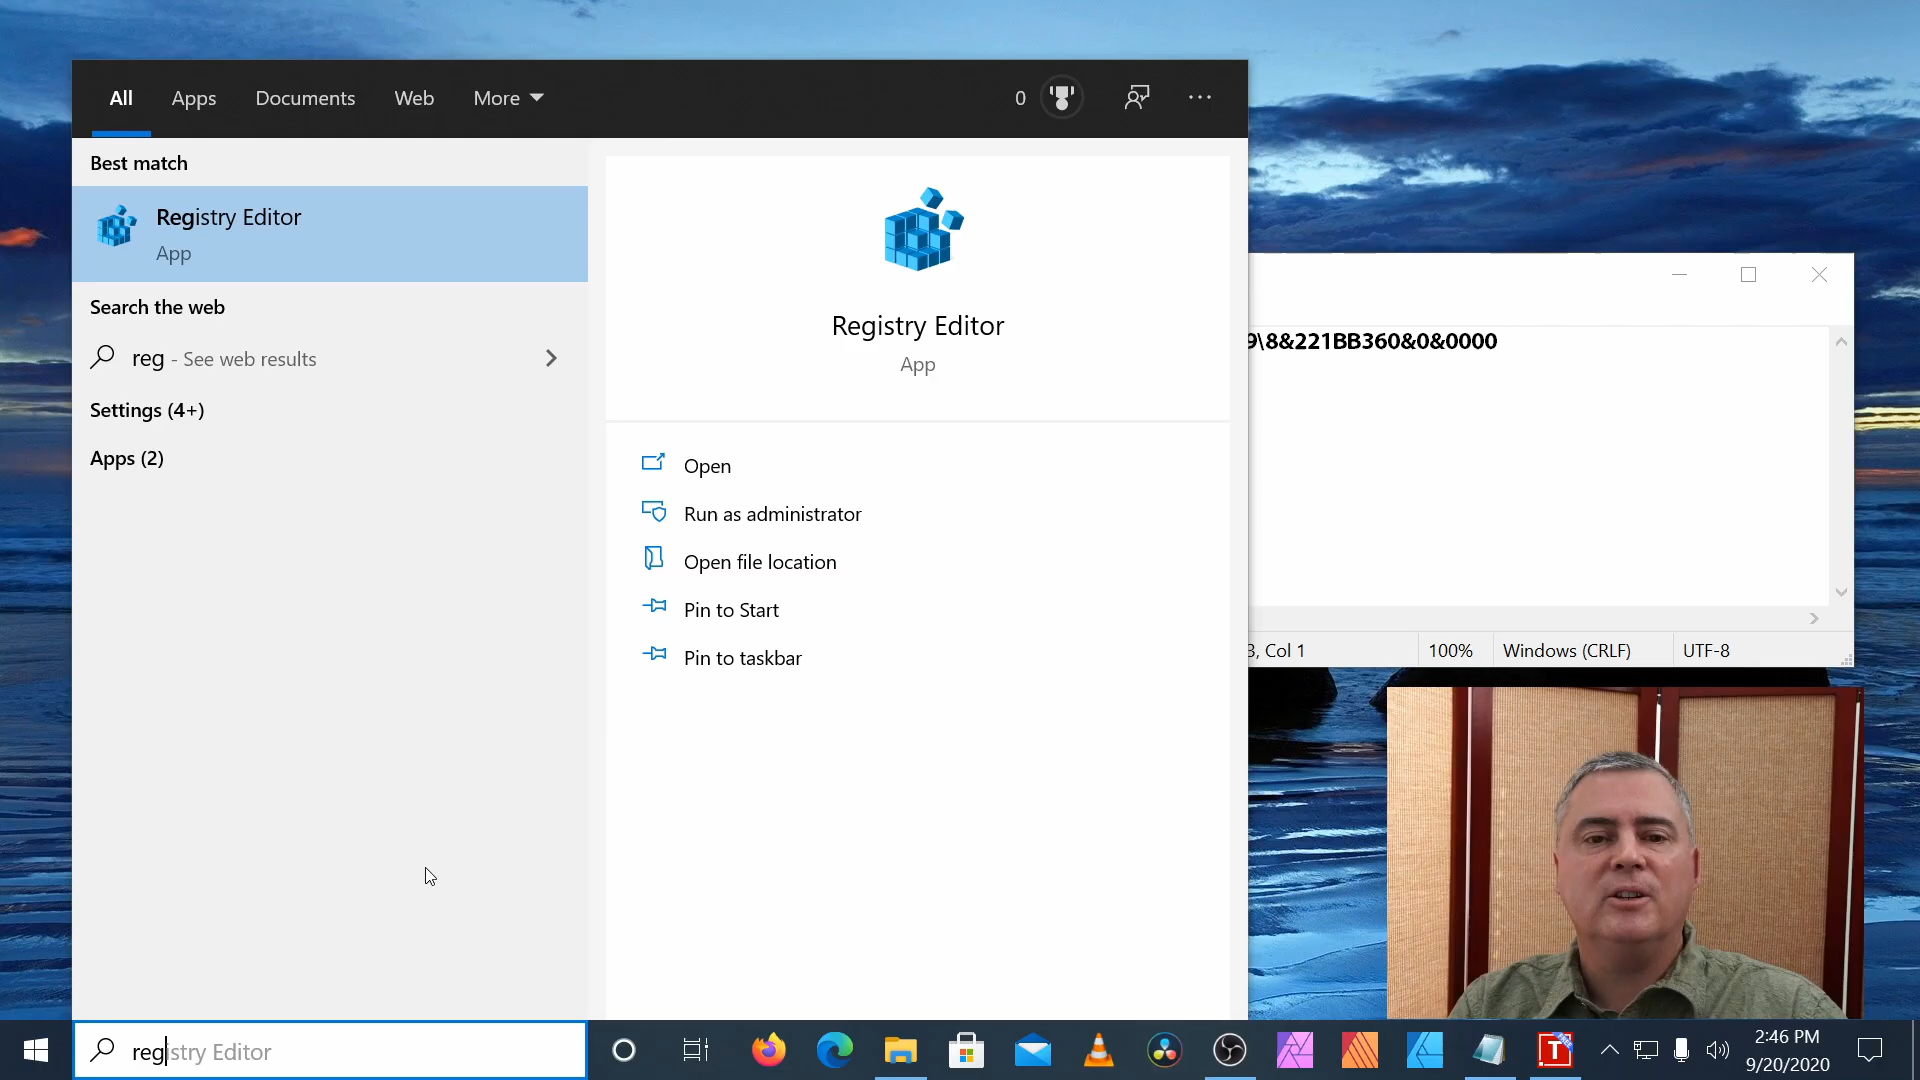 All
Apps
Documents
Web
More
0
Best match
Registry Editor
App
Search the web
reg - See web results
Settings (4+)
Apps (2)
Registry Editor
App
Open
Run as administrator
Open file location
Pin to Start
Pin to taskbar
9\8&221BB360&0&0000
3, Col 1
100%
Windows (CRLF)
UTF-8
registry Editor
T
2:46 PM
9/20/2020